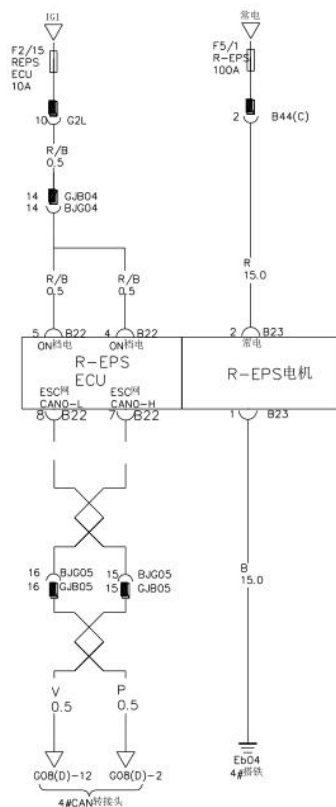 IG1
常电
F2/15
REPS
ECU
10A
F5/1
R-EPS
100A
10 G2L
2 B44(C)
R/B
0.5
14 GJB04
14 BJG04
R
15.0
R/B
0.5
R/B
0.5
5 B22
4 B22
2 B23
ON档电
ON档电
常电
R-EPS
ECU
R-EPS电机
ESC网
CAN0-L
ESC网
CAN0-H
8 B22
7 B22
1 B23
16 BJG05
16 GJB05
15 BJG05
15 GJB05
B
15.0
V
0.5
P
0.5
G08(D)-12
G08(D)-2
4#CAN转接头
Eb04
4#搭铁